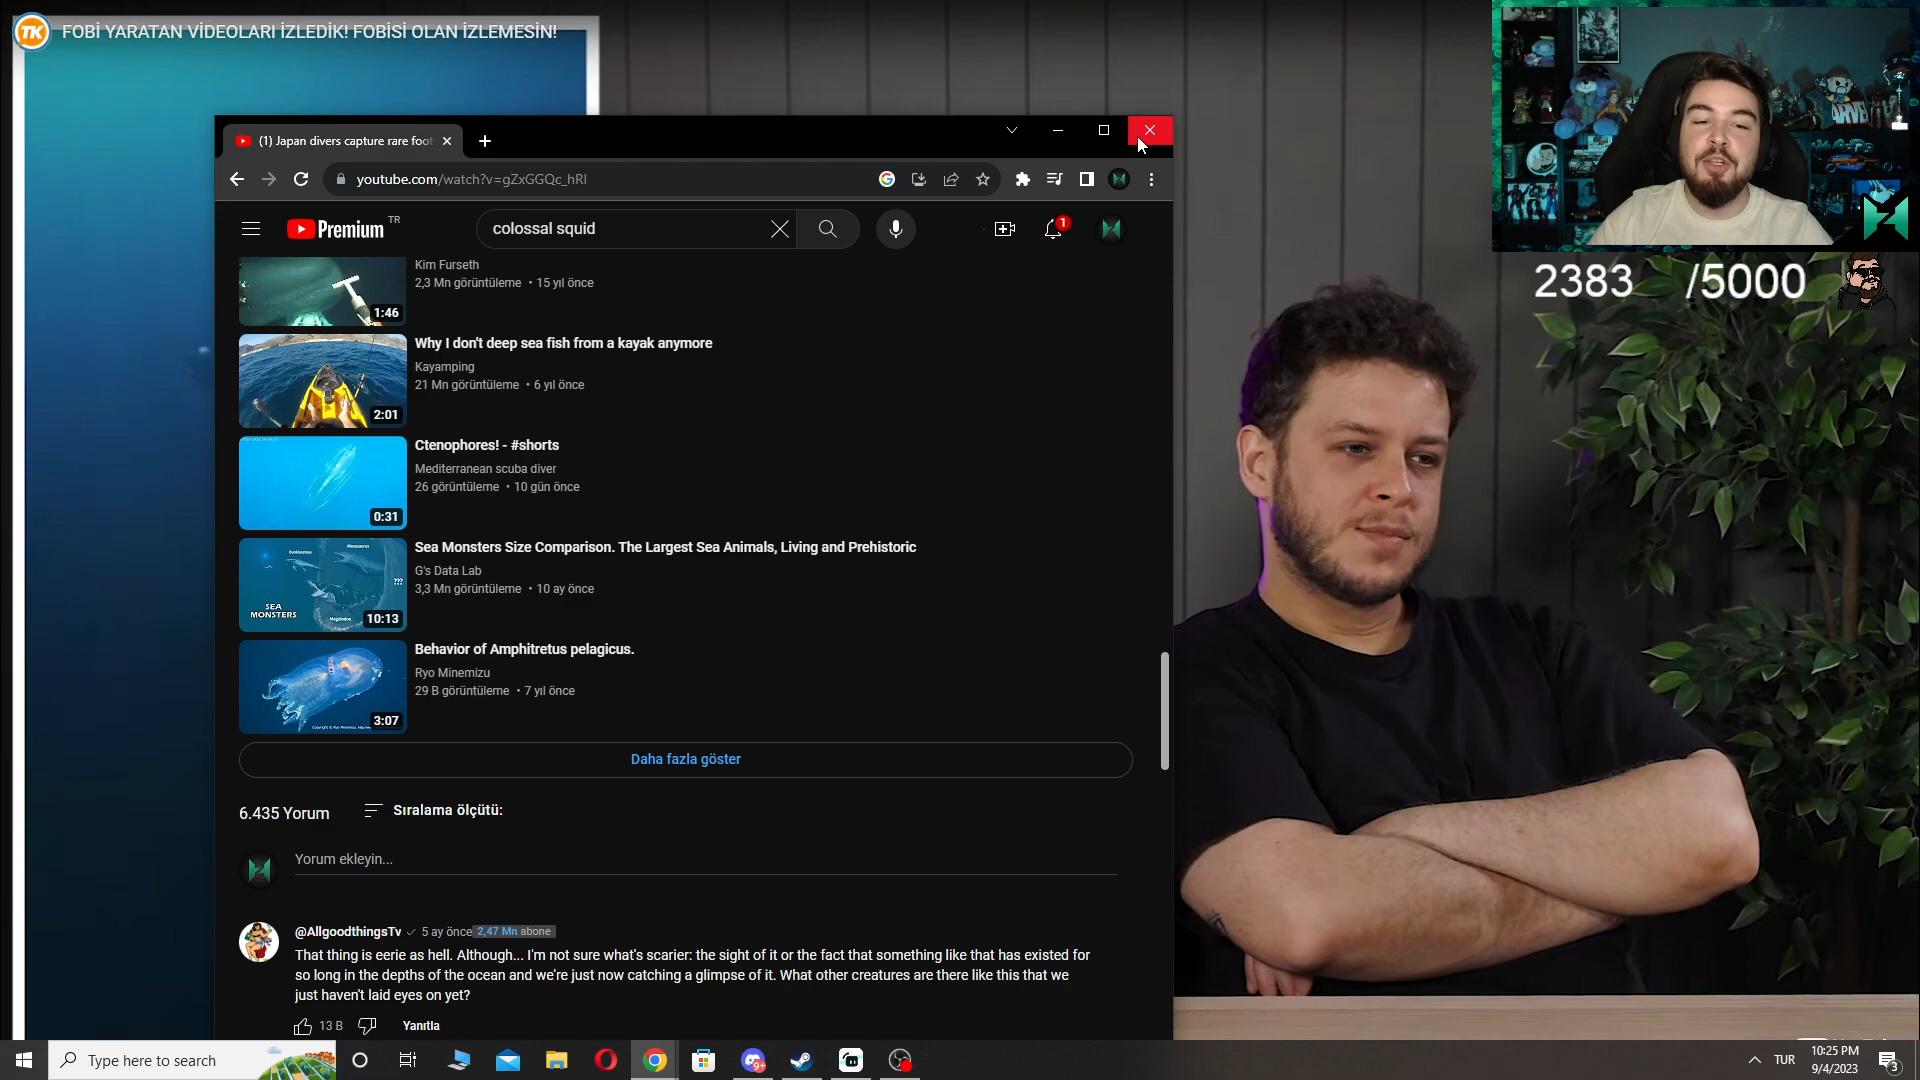 TK FOBİ YARATAN VİDEOLARI İZLEDİK! FOBİSİ OLAN İZLEMESİN!
(1) Japan divers capture rare foot
youtube.com/watch?v=gZxGGQc_hRI
Premium TR
colossal squid
1
2383 /5000
Kim Furseth
2,3 Mn görüntüleme • 15 yıl önce
1:46
Why I don't deep sea fish from a kayak anymore
Kayamping
21 Mn görüntüleme • 6 yıl önce
2:01
Ctenophores! - #shorts
Mediterranean scuba diver
26 görüntüleme • 10 gün önce
0:31
Sea Monsters Size Comparison. The Largest Sea Animals, Living and Prehistoric
G's Data Lab
3,3 Mn görüntüleme • 10 ay önce
SEA
MONSTERS
???
10:13
Behavior of Amphitretus pelagicus.
Ryo Minemizu
29 B görüntüleme • 7 yıl önce
3:07
Daha fazla göster
6.435 Yorum
Sıralama ölçütü:
Yorum ekleyin...
@AllgoodthingsTv 5 ay önce 2,47 Mn abone
That thing is eerie as hell. Although... I'm not sure what's scarier: the sight of it or the fact that something like that has existed for
so long in the depths of the ocean and we're just now catching a glimpse of it. What other creatures are there like this that we
just haven't laid eyes on yet?
13 B Yanıtla
Type here to search
9+
TUR
10:25 PM
9/4/2023
3